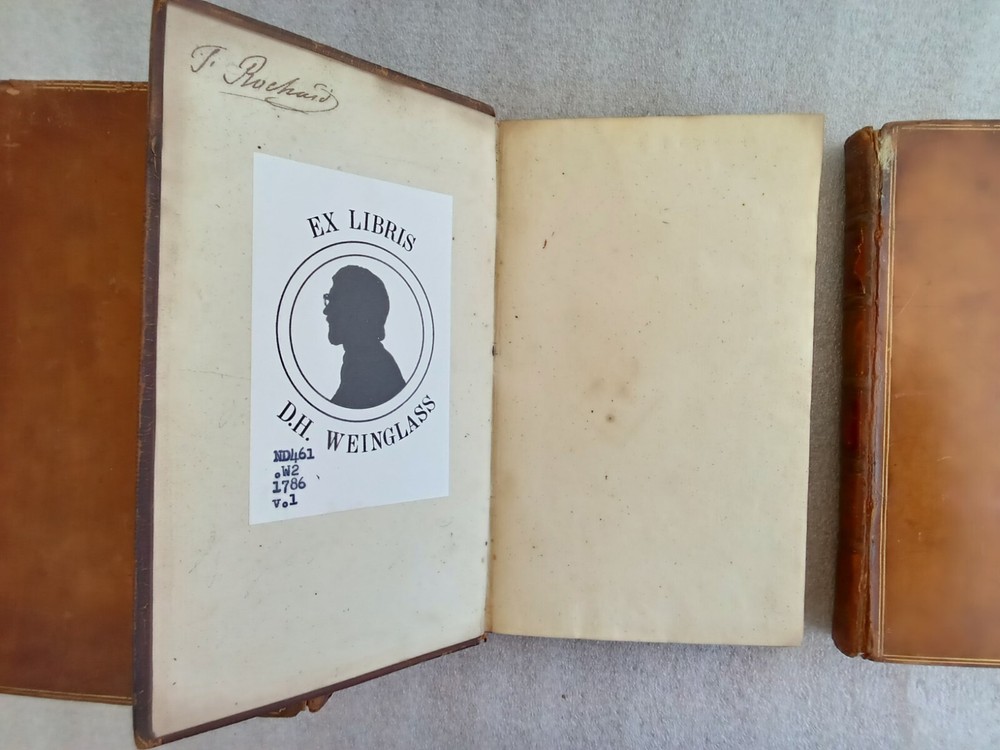 T. Rochard
EX LIBRIS
D.H. WEINGLASS
ND461
.W2
1786
v.1